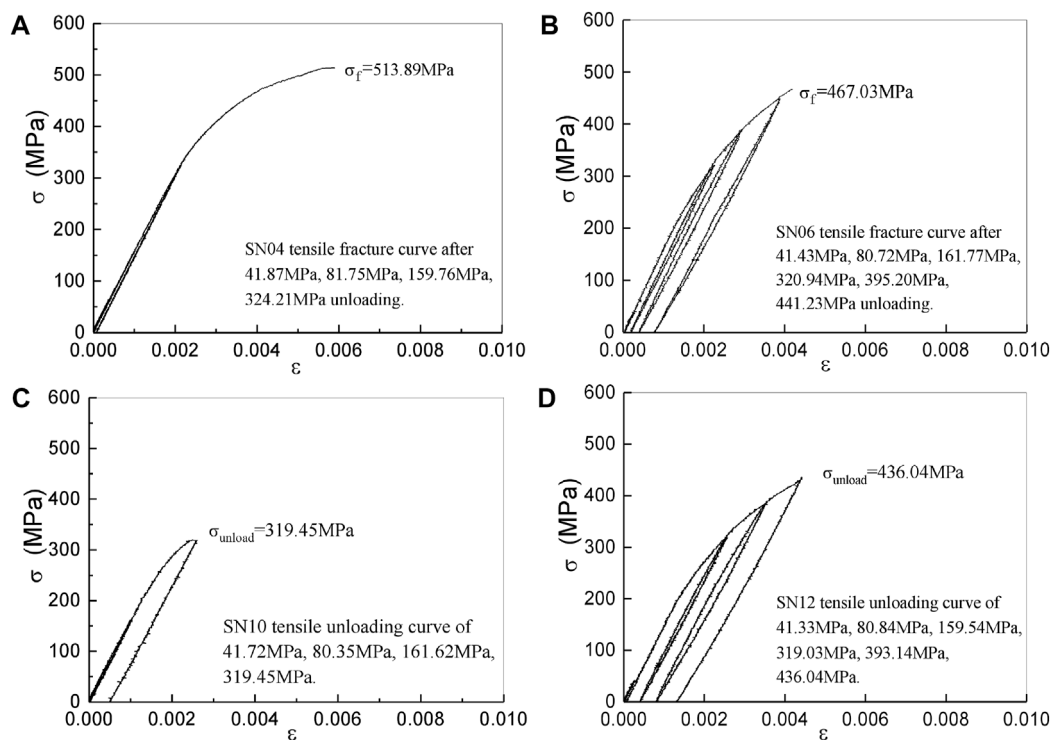 A
600
500
400
300
200
100
0
σ (MPa)
σf=513.89MPa
SN04 tensile fracture curve after
41.87MPa, 81.75MPa, 159.76MPa,
324.21MPa unloading.
0.000 0.002 0.004 0.006 0.008 0.010
ε
B
600
500
400
300
200
100
0
σ (MPa)
σf=467.03MPa
SN06 tensile fracture curve after
41.43MPa, 80.72MPa, 161.77MPa,
320.94MPa, 395.20MPa,
441.23MPa unloading.
0.000 0.002 0.004 0.006 0.008 0.010
ε
C
600
500
400
300
200
100
0
σ (MPa)
σunload=319.45MPa
SN10 tensile unloading curve of
41.72MPa, 80.35MPa, 161.62MPa,
319.45MPa.
0.000 0.002 0.004 0.006 0.008 0.010
ε
D
600
500
400
300
200
100
0
σ (MPa)
σunload=436.04MPa
SN12 tensile unloading curve of
41.33MPa, 80.84MPa, 159.54MPa,
319.03MPa, 393.14MPa,
436.04MPa.
0.000 0.002 0.004 0.006 0.008 0.010
ε